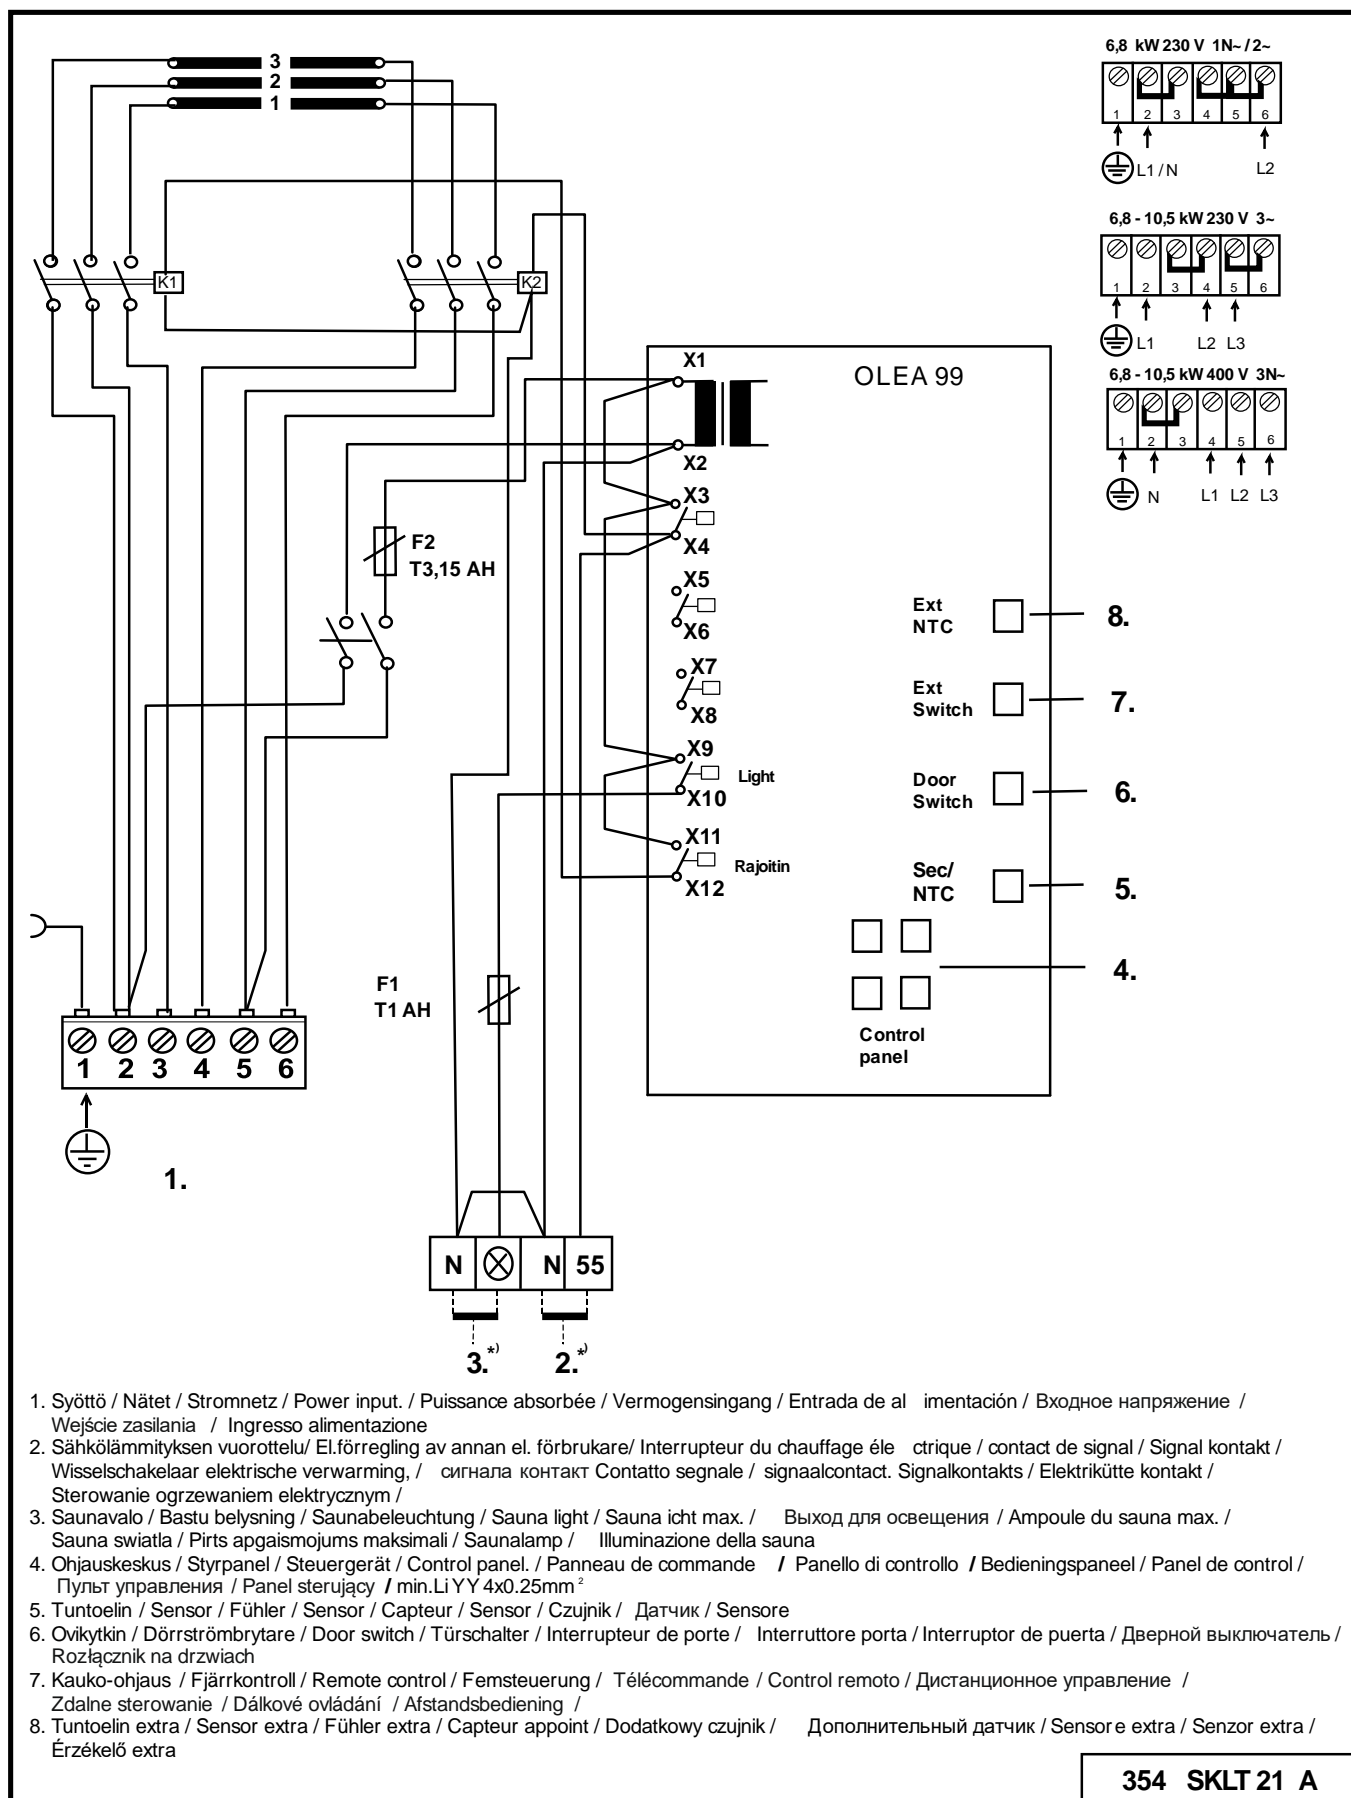 3
2
1
6,8 kW 230 V 1N~ / 2~
1 2 3 4 5 6
L1 / N L2
6,8 - 10,5 kW 230 V 3~
1 2 3 4 5 6
L1 L2 L3
6,8 - 10,5 kW 400 V 3N~
1 2 3 4 5 6
N L1 L2 L3
K1 K2
OLEA 99
X1
X2
X3
X4
X5
X6
X7
X8
X9
X10
Light
X11
X12
Rajoitin
F2
T3,15 AH
Ext
NTC
8.
Ext
Switch
7.
Door
Switch
6.
Sec/
NTC
5.
4.
Control
panel
F1
T1 AH
1 2 3 4 5 6
1.
N N 55
3.*) 2.*)
1. Syöttö / Nätet / Stromnetz / Power input. / Puissance absorbée / Vermogensingang / Entrada de al imentación / Входное напряжение /
Wejście zasilania / Ingresso alimentazione
2. Sähkölämmityksen vuorottelu/ El.förregling av annan el. förbrukare/ Interrupteur du chauffage éle ctrique / contact de signal / Signal kontakt /
Wisselschakelaar elektrische verwarming, / сигнала контакт Contatto segnale / signaalcontact. Signalkontakts / Elektrikütte kontakt /
Sterowanie ogrzewaniem elektrycznym /
3. Saunavalo / Bastu belysning / Saunabeleuchtung / Sauna light / Sauna icht max. / Выход для освещения / Ampoule du sauna max. /
Sauna swiatla / Pirts apgaismojums maksimali / Saunalamp / Illuminazione della sauna
4. Ohjauskeskus / Styrpanel / Steuergerät / Control panel. / Panneau de commande / Panello di controllo / Bedieningspaneel / Panel de control /
Пульт управления / Panel sterujący / min.Li YY 4x0.25mm²
5. Tuntoelin / Sensor / Fühler / Sensor / Capteur / Sensor / Czujnik / Датчик / Sensore
6. Ovikytkin / Dörrströmbrytare / Door switch / Türschalter / Interrupteur de porte / Interruttore porta / Interruptor de puerta / Дверной выключатель /
Rozłącznik na drzwiach
7. Kauko-ohjaus / Fjärrkontroll / Remote control / Femsteuerung / Télécommande / Control remoto / Дистанционное управление /
Zdalne sterowanie / Dálkové ovládání / Afstandsbediening /
8. Tuntoelin extra / Sensor extra / Fühler extra / Capteur appoint / Dodatkowy czujnik / Дополнительный датчик / Sensore extra / Senzor extra /
Érzékelő extra
354 SKLT 21 A